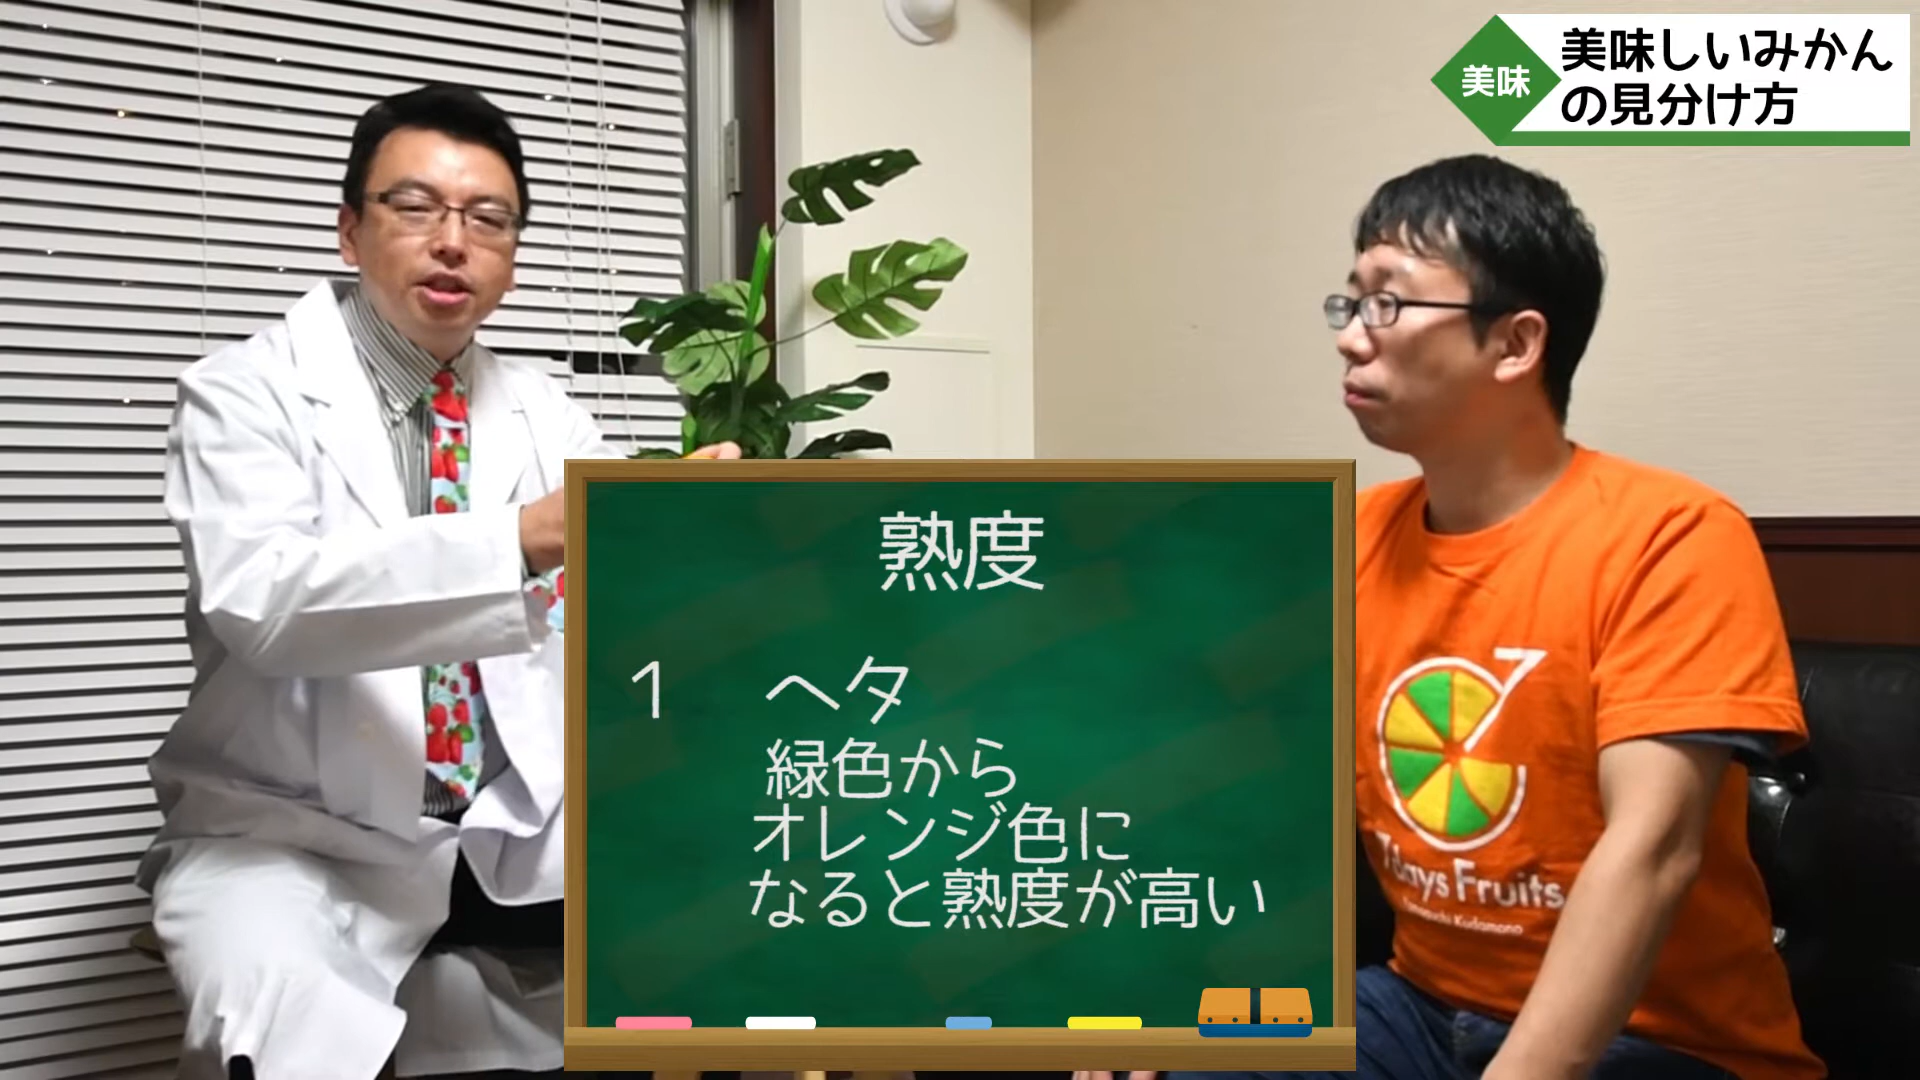 美味
美味しいみかん
の見分け方
熟度
1 ヘタ
緑色から
オレンジ色に
なると熟度が高い
7days Fruits